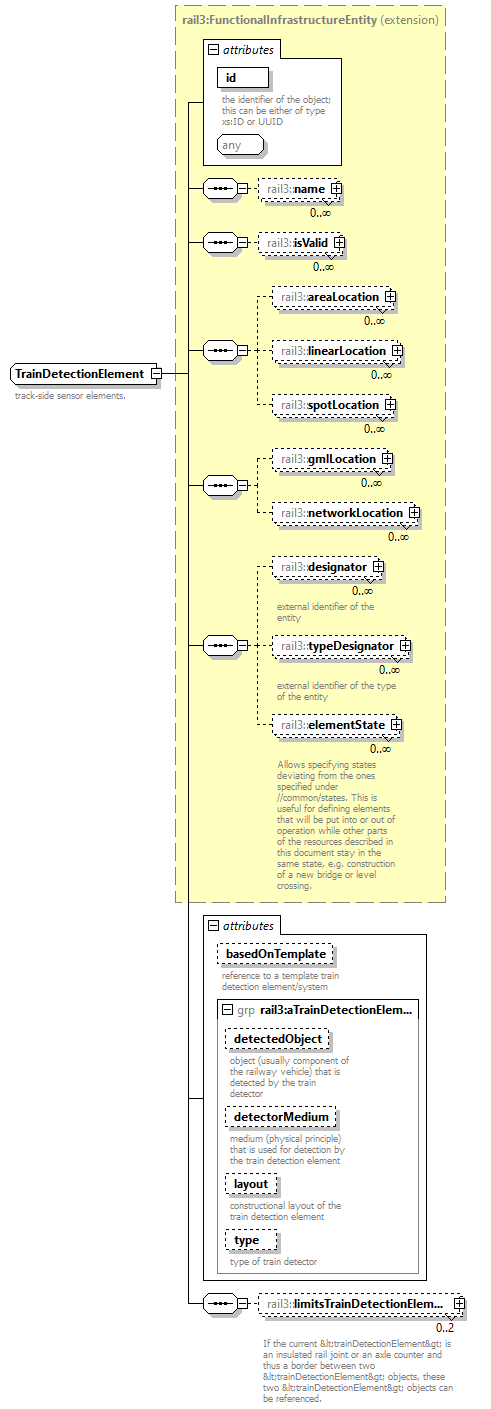 rail3:FunctionalInfrastructureEntity (extension)
attributes
id
the identifier of the object;
this can be either of type
xs:ID or UUID
any
rail3::name
0..∞
rail3::isValid
0..∞
rail3::areaLocation
0..∞
rail3::linearLocation
0..∞
rail3::spotLocation
0..∞
TrainDetectionElement
track-side sensor elements.
rail3::gmlLocation
0..∞
rail3::networkLocation
0..∞
rail3::designator
0..∞
external identifier of the
entity
rail3::typeDesignator
0..∞
external identifier of the type
of the entity
rail3::elementState
0..∞
Allows specifying states
deviating from the ones
specified under
//common/states. This is
useful for defining elements
that will be put into or out of
operation while other parts
of the resources described in
this document stay in the
same state, e.g. construction
of a new bridge or level
crossing.
attributes
basedOnTemplate
reference to a template train
detection element/system
grp rail3:aTrainDetectionElem...
detectedObject
object (usually component of
the railway vehicle) that is
detected by the train
detector
detectorMedium
medium (physical principle)
that is used for detection by
the train detection element
layout
constructional layout of the
train detection element
type
type of train detector
rail3::limitsTrainDetectionElem...
0..2
If the current &lt;trainDetectionElement&gt; is
an insulated rail joint or an axle counter and
thus a border between two
&lt;trainDetectionElement&gt; objects, these
two &lt;trainDetectionElement&gt; objects can
be referenced.